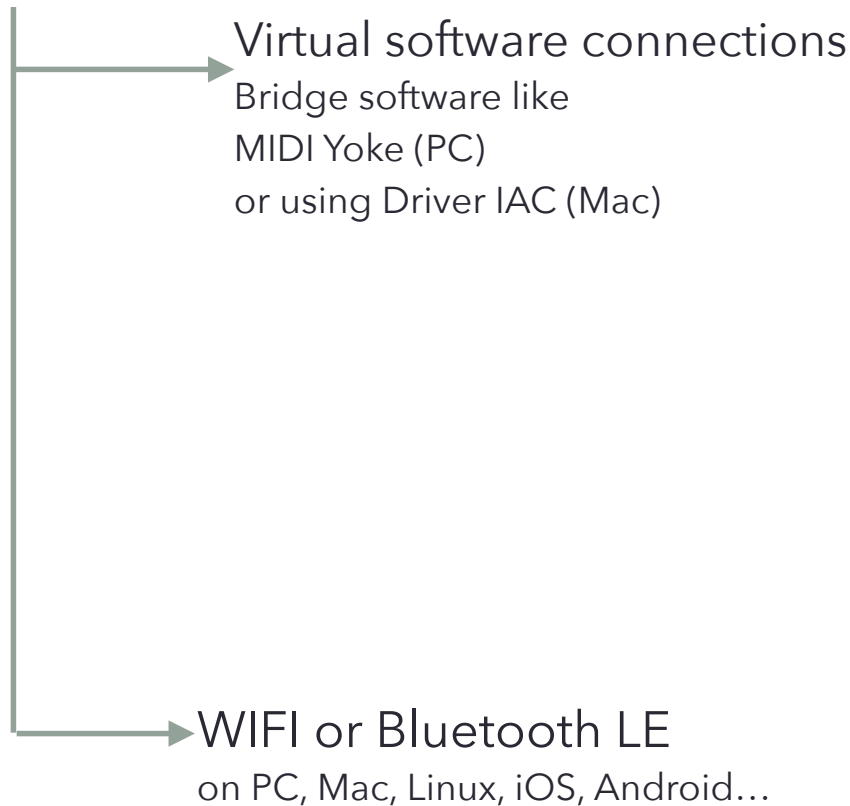 Virtual software connections
Bridge software like
MIDI Yoke (PC)
or using Driver IAC (Mac)
WIFI or Bluetooth LE
on PC, Mac, Linux, iOS, Android…